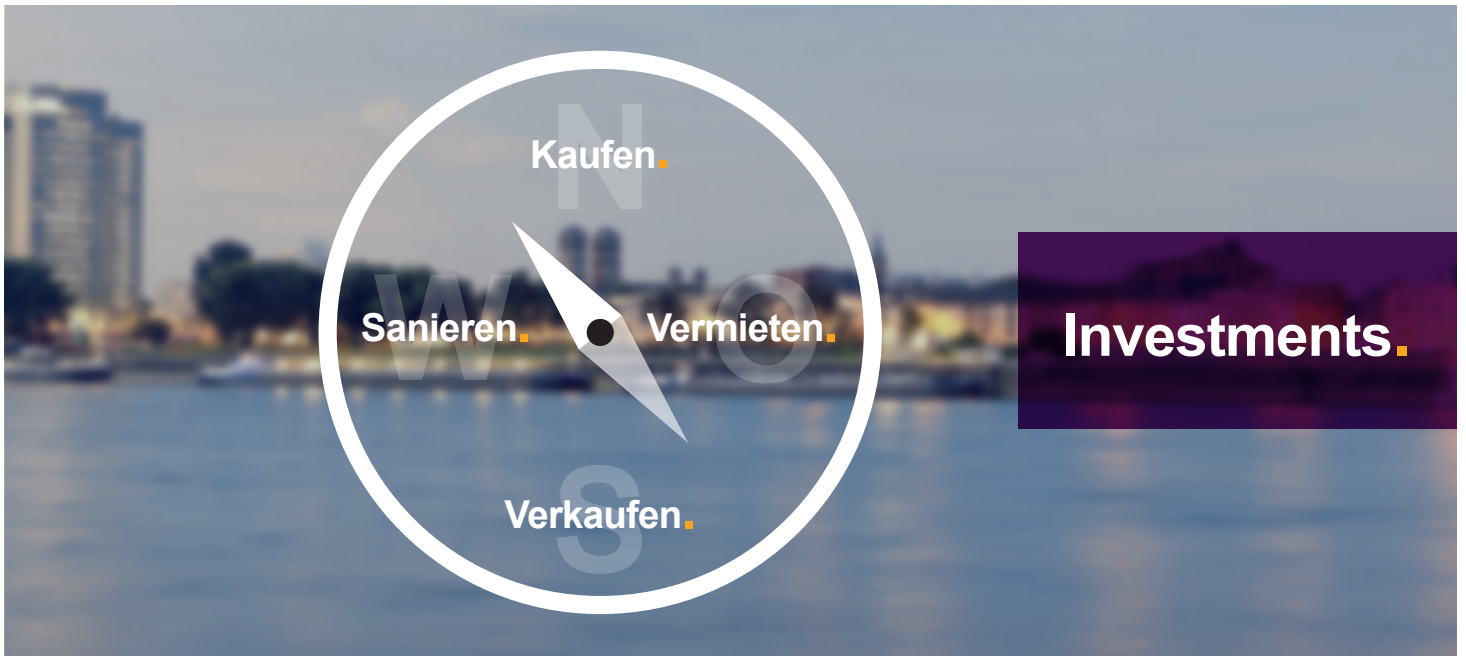 N
Kaufen.
W
Sanieren.
O
Vermieten.
Investments.
S
Verkaufen.